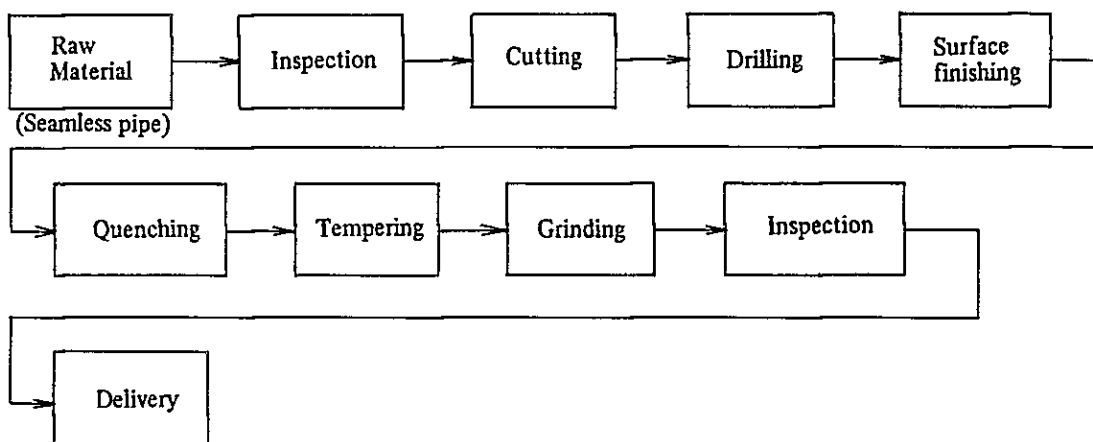 Raw
Material
(Seamless pipe)
Inspection
Cutting
Drilling
Surface
finishing
Quenching
Tempering
Grinding
Inspection
Delivery